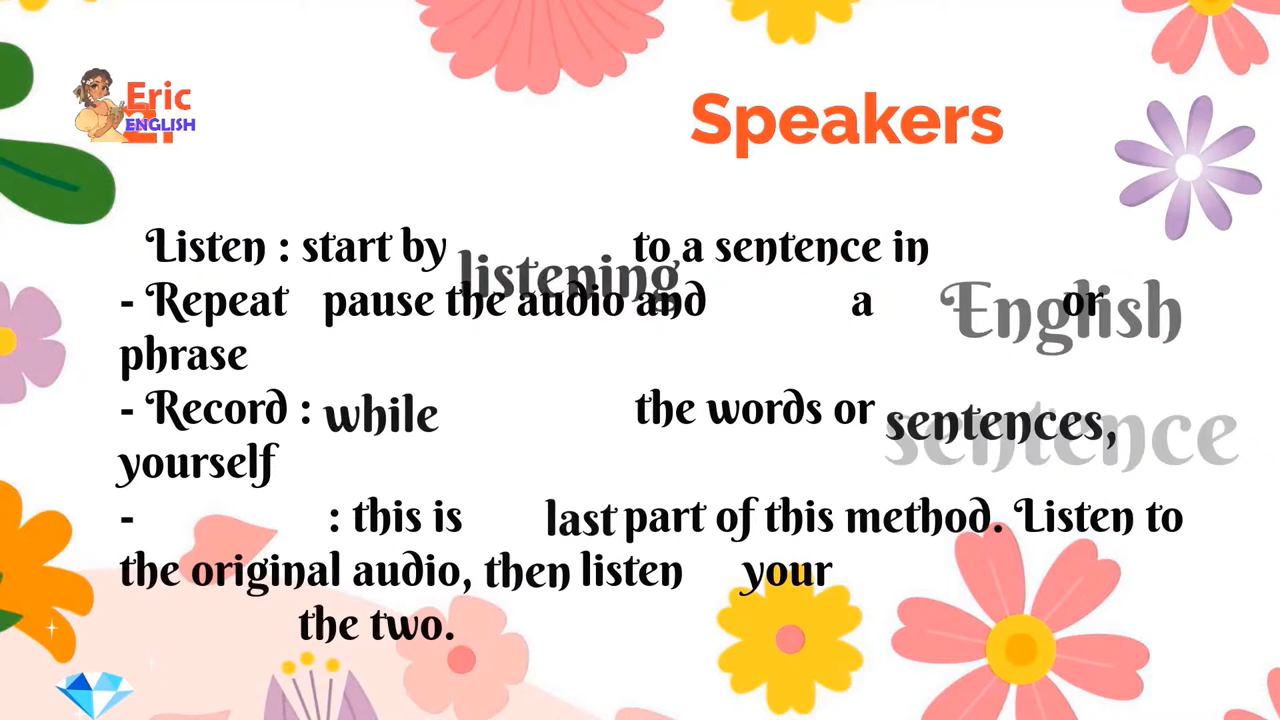 Eric
ENGLISH
Speakers
Listen : start by listening to a sentence in English
- Repeat pause the audio and a sentence or
phrase
- Record : while the words or sentences,
yourself
- : this is last part of this method. Listen to
the original audio, then listen your
the two.